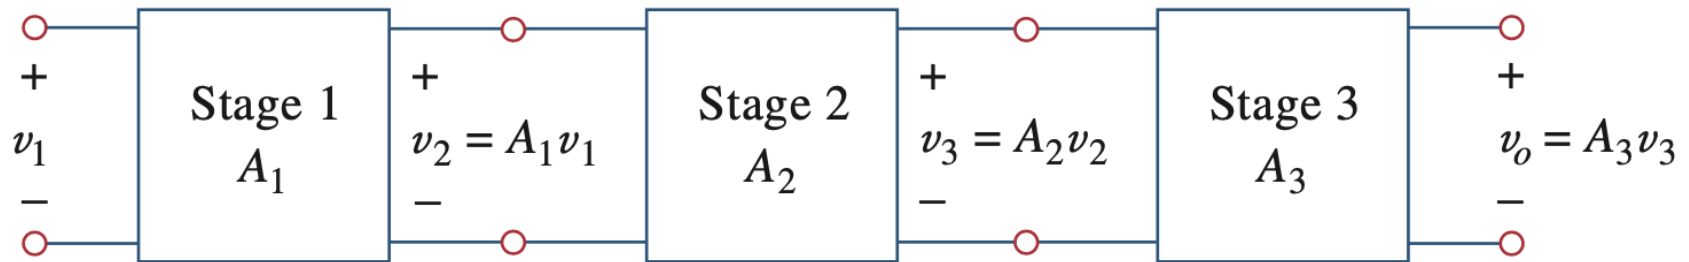 +
v₁
−
Stage 1
A₁
+
v₂ = A₁v₁
−
Stage 2
A₂
+
v₃ = A₂v₂
−
Stage 3
A₃
+
vₒ = A₃v₃
−